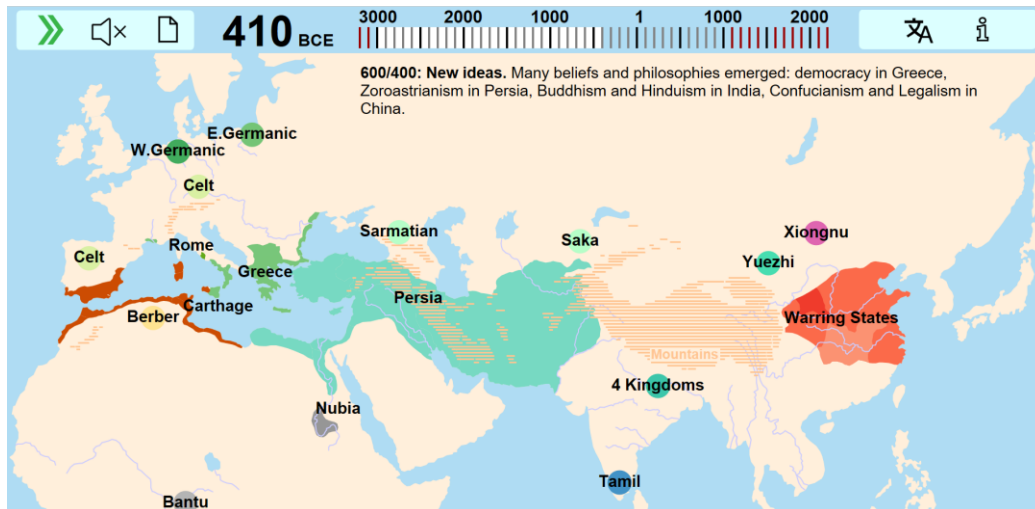 410 BCE
3000 2000 1000 1 1000 2000
600/400: New ideas. Many beliefs and philosophies emerged: democracy in Greece,
Zoroastrianism in Persia, Buddhism and Hinduism in India, Confucianism and Legalism in
China.
E.Germanic
W.Germanic
Celt
Sarmatian
Xiongnu
Rome
Saka
Celt
Yuezhi
Greece
Persia
Carthage
Berber
Warring States
Mountains
4 Kingdoms
Nubia
Tamil
Bantu